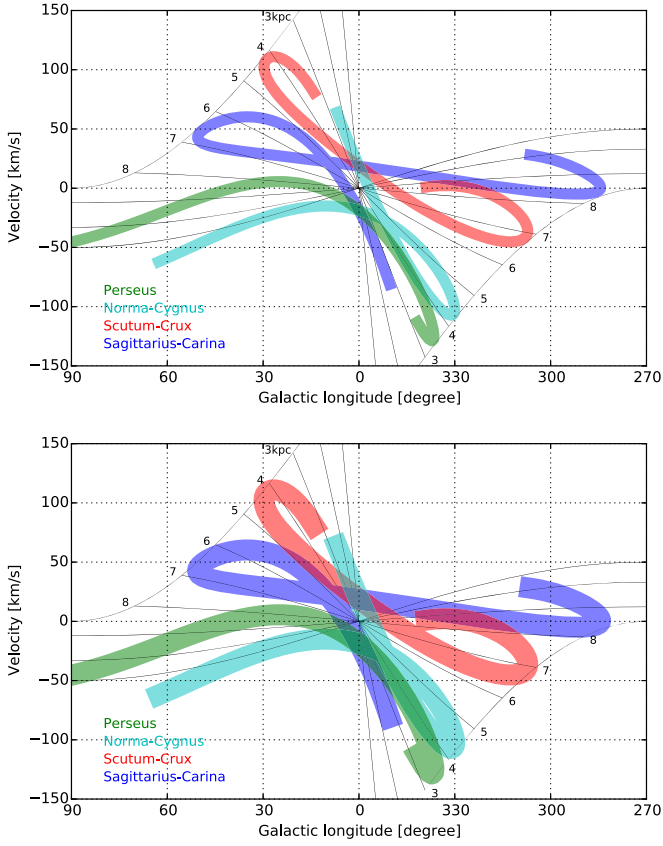 150
100
50
0
−50
−100
−150
Velocity [km/s]
3kpc
4
5
6
7
8
8
7
6
5
4
3
Perseus
Norma-Cygnus
Scutum-Crux
Sagittarius-Carina
90 60 30 0 330 300 270
Galactic longitude [degree]
150
100
50
0
−50
−100
−150
Velocity [km/s]
3kpc
4
5
6
7
8
8
7
6
5
4
3
Perseus
Norma-Cygnus
Scutum-Crux
Sagittarius-Carina
90 60 30 0 330 300 270
Galactic longitude [degree]